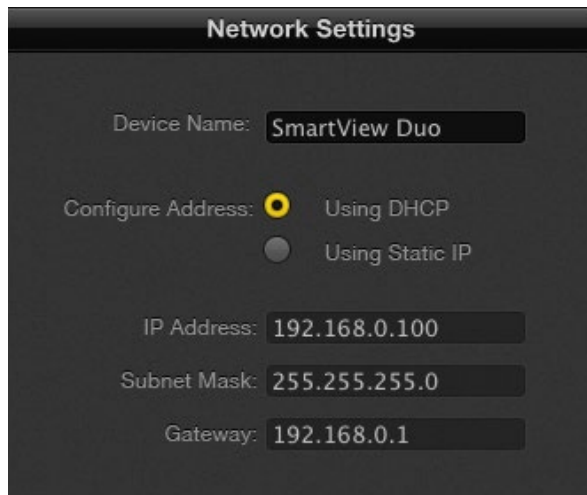 Network Settings
Device Name: SmartView Duo
Configure Address: Using DHCP
Using Static IP
IP Address: 192.168.0.100
Subnet Mask: 255.255.255.0
Gateway: 192.168.0.1